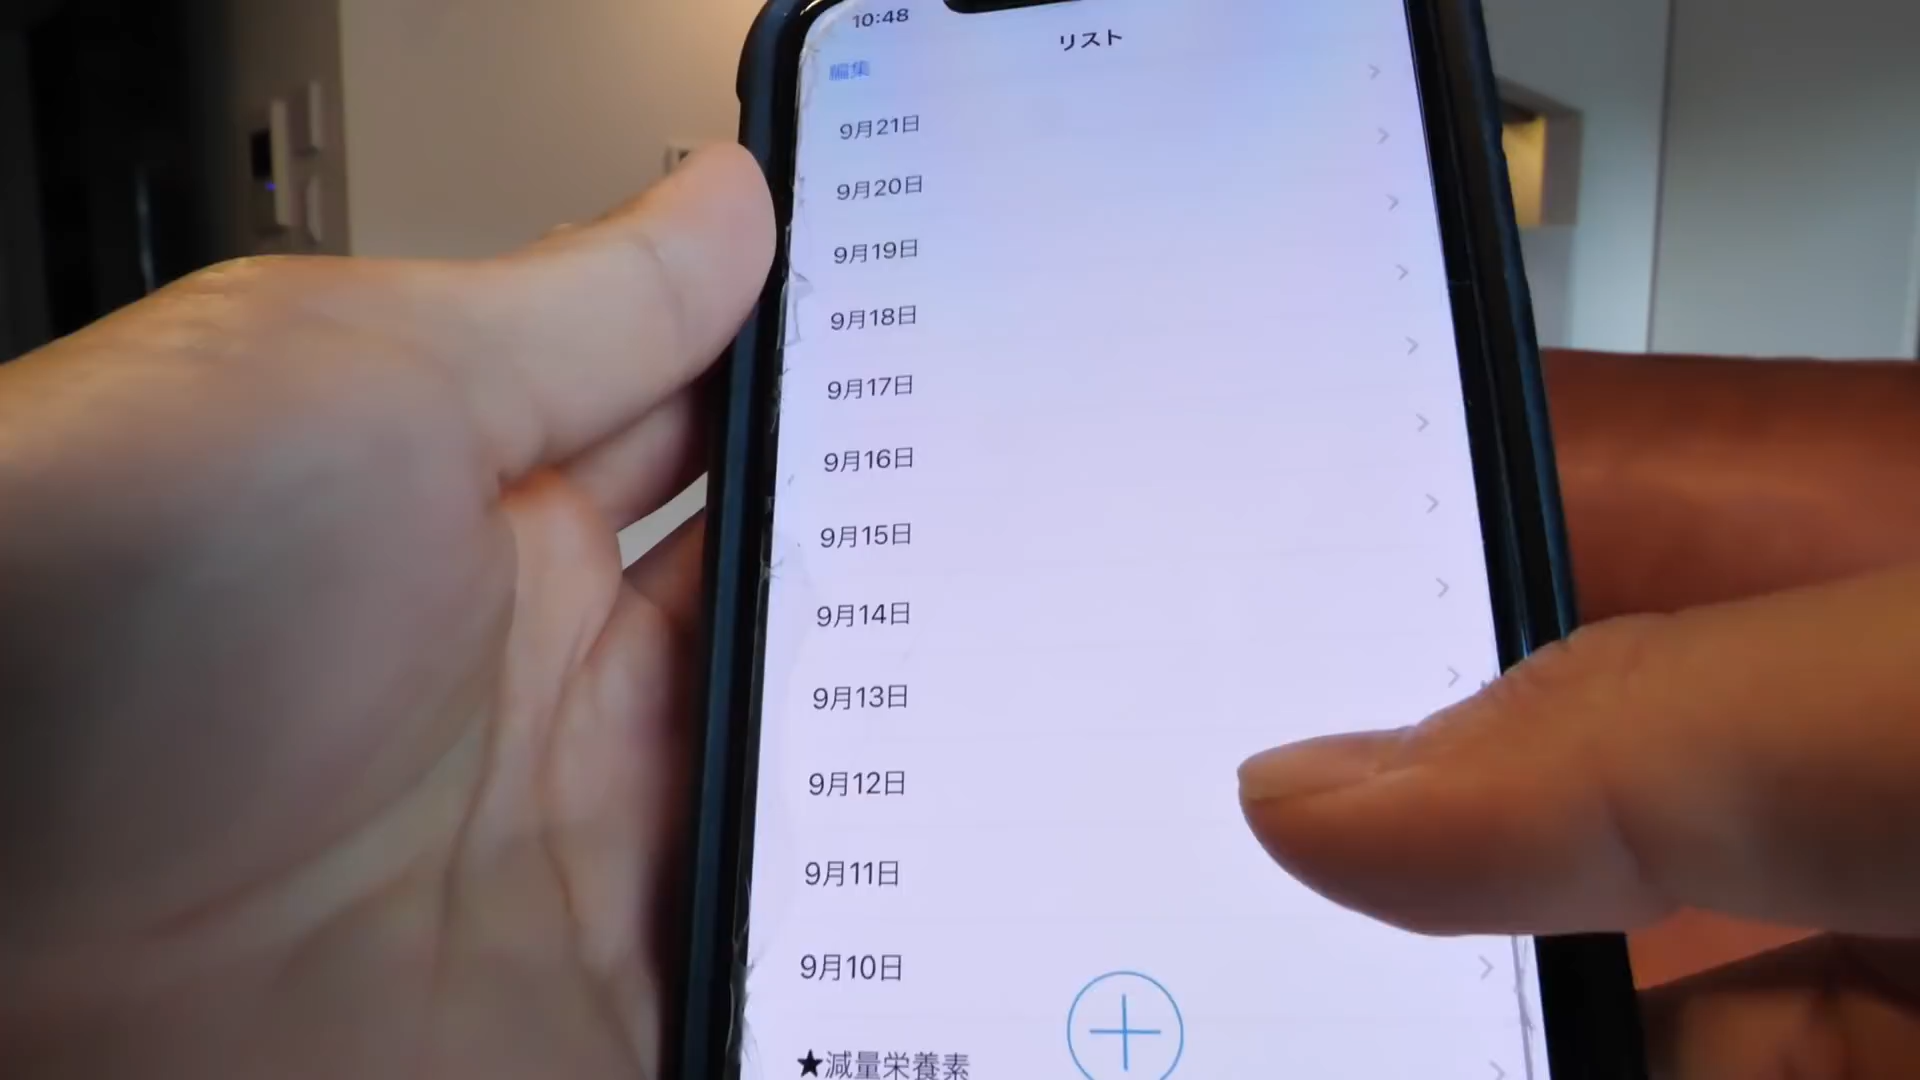 10:48
リスト
編集
9月21日
9月20日
9月19日
9月18日
9月17日
9月16日
9月15日
9月14日
9月13日
9月12日
9月11日
9月10日
★減量栄養素